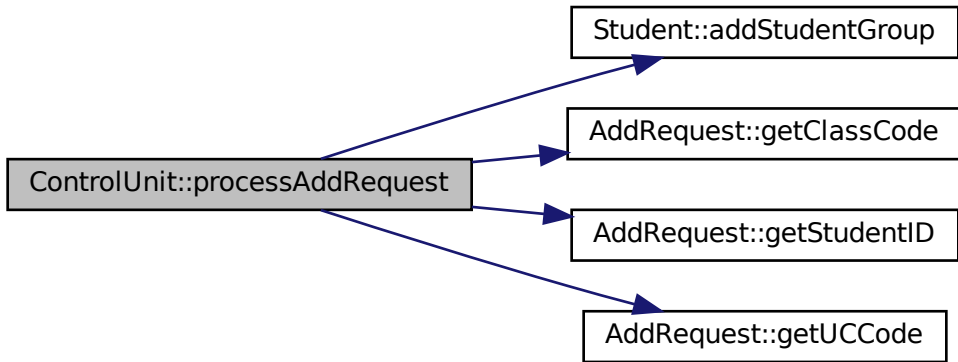 Student::addStudentGroup
AddRequest::getClassCode
ControlUnit::processAddRequest
AddRequest::getStudentID
AddRequest::getUCCode